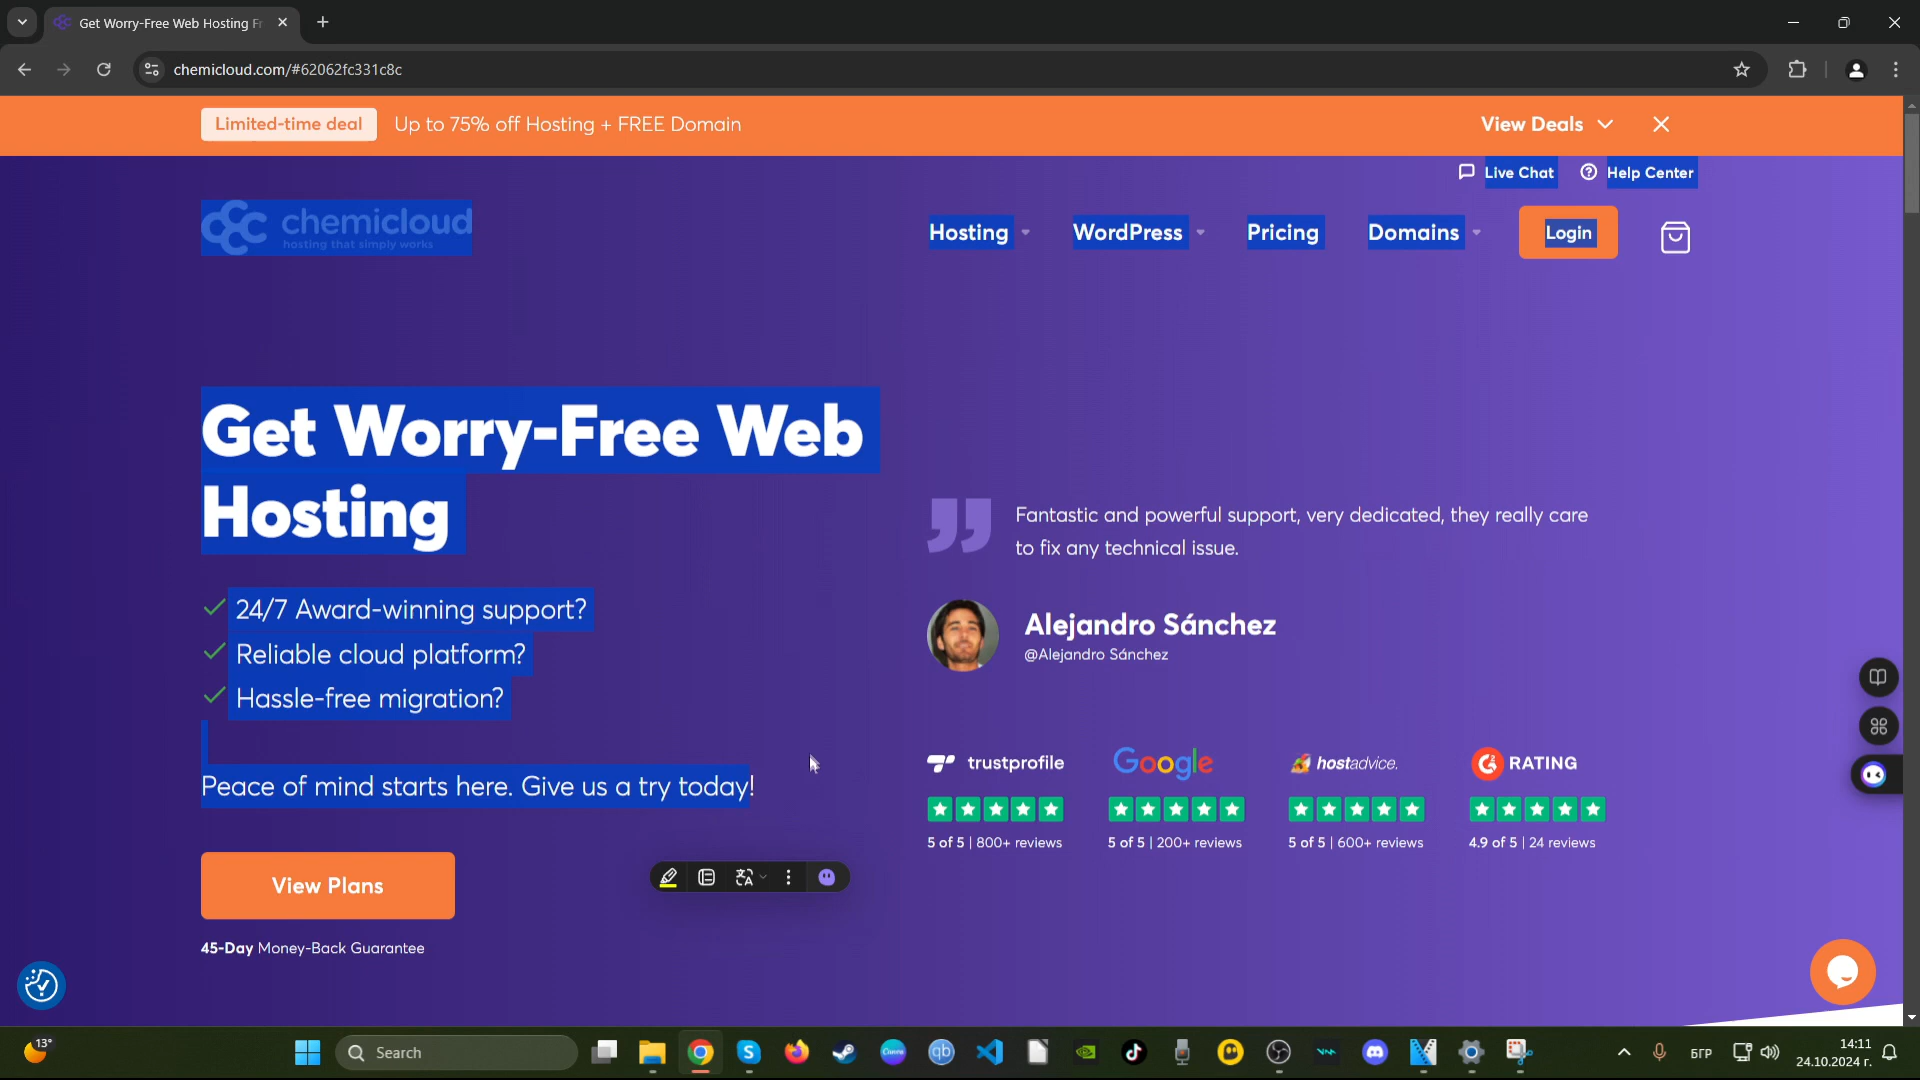 Get Worry-Free Web Hosting Fr
chemicloud.com/#62062fc331c8c
Limited-time deal
Up to 75% off Hosting + FREE Domain
View Deals
Live Chat
Help Center
chemicloud
hosting that simply works
Hosting
WordPress
Pricing
Domains
Login
Get Worry-Free Web
Hosting
24/7 Award-winning support?
Reliable cloud platform?
Hassle-free migration?
Peace of mind starts here. Give us a try today!
View Plans
45-Day Money-Back Guarantee
Fantastic and powerful support, very dedicated, they really care
to fix any technical issue.
Alejandro Sánchez
@Alejandro Sánchez
trustprofile
5 of 5 | 800+ reviews
Google
5 of 5 | 200+ reviews
hostadvice.
5 of 5 | 600+ reviews
G2 RATING
4.9 of 5 | 24 reviews
13°
Search
Canva
qb
БГР
14:11
24.10.2024 г.